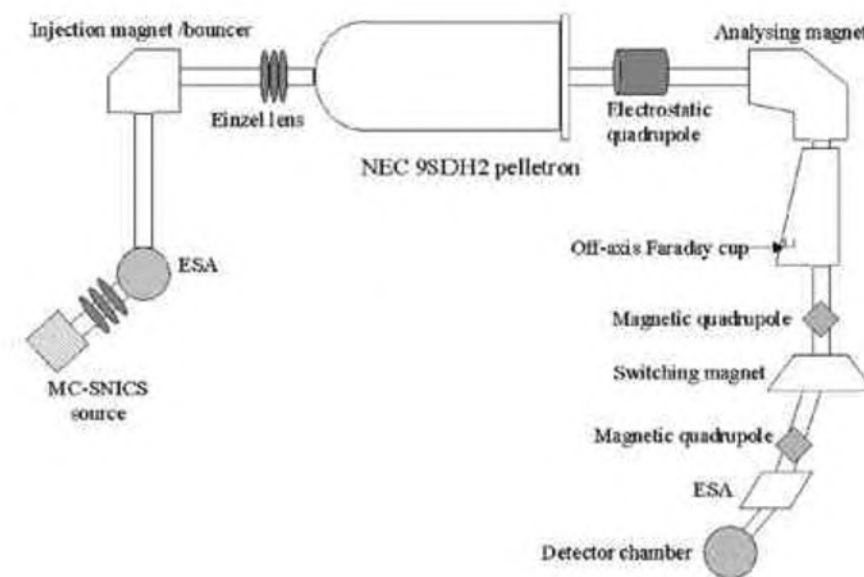 Injection magnet /bouncer
Analysing magnet
Einzel lens
Electrostatic
quadrupole
NEC 9SDH2 pelletron
ESA
Off-axis Faraday cup
MC-SNICS
source
Magnetic quadrupole
Switching magnet
Magnetic quadrupole
ESA
Detector chamber